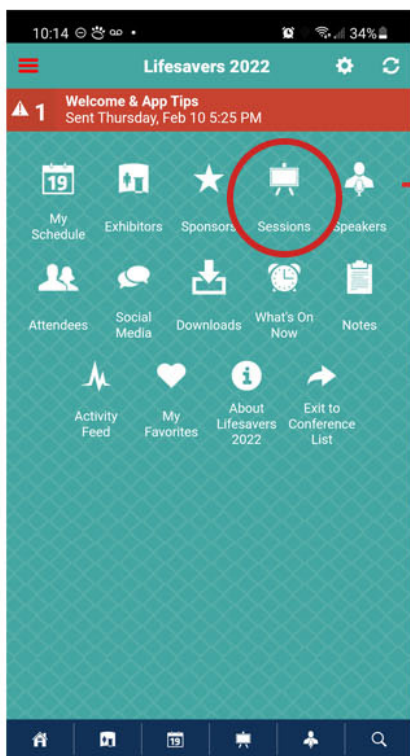 10:14
34%
Lifesavers 2022
1
Welcome & App Tips
Sent Thursday, Feb 10 5:25 PM
19
My
Schedule
Exhibitors
Sponsors
Sessions
Speakers
Attendees
Social
Media
Downloads
What's On
Now
Notes
Activity
Feed
My
Favorites
About
Lifesavers
2022
Exit to
Conference
List
19